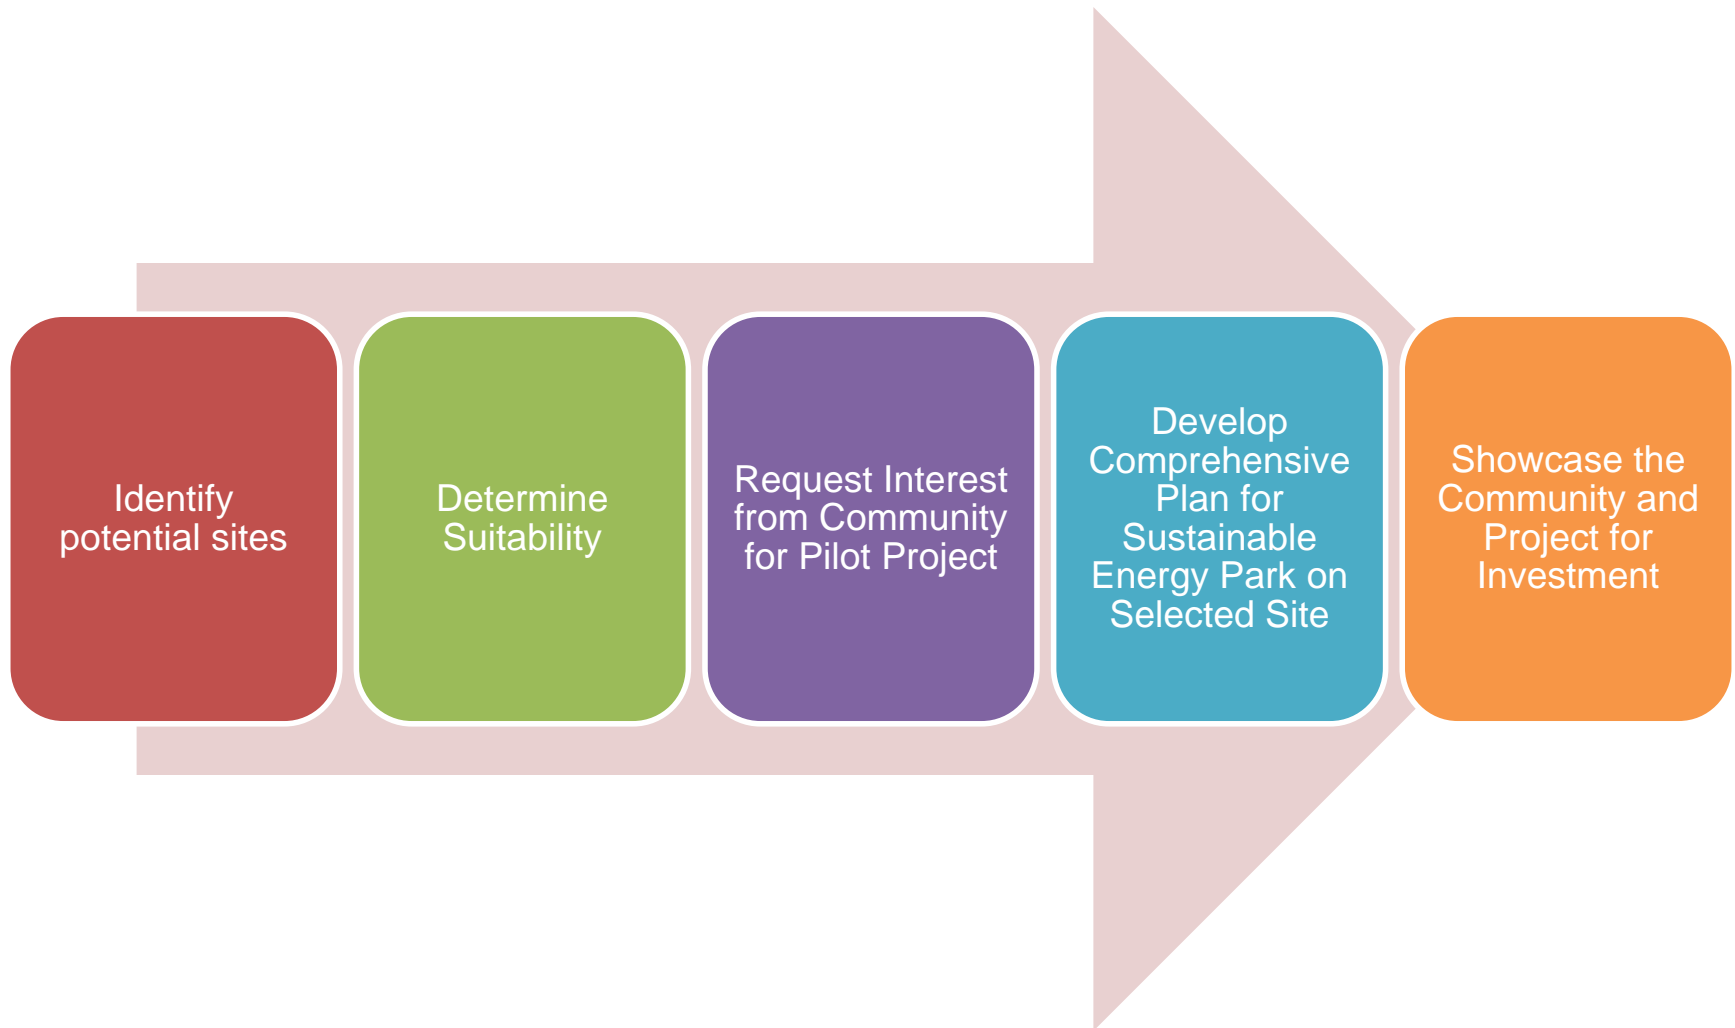 Identify
potential sites
Determine
Suitability
Request Interest
from Community
for Pilot Project
Develop
Comprehensive
Plan for
Sustainable
Energy Park on
Selected Site
Showcase the
Community and
Project for
Investment